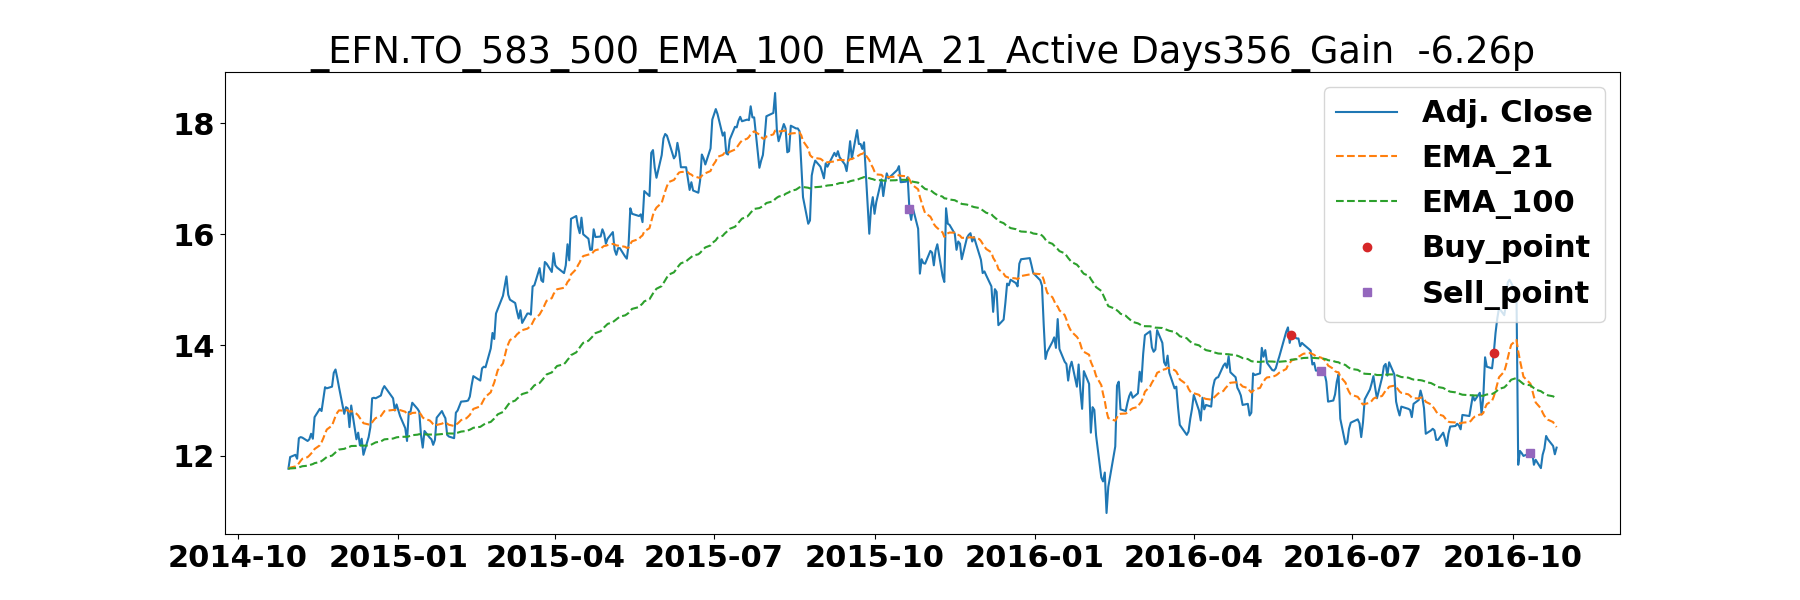 _EFN.TO_583_500_EMA_100_EMA_21_Active Days356_Gain  -6.26p
18
16
14
12
Adj. Close
EMA_21
EMA_100
Buy_point
Sell_point
2014-10 2015-01 2015-04 2015-07 2015-10 2016-01 2016-04 2016-07 2016-10